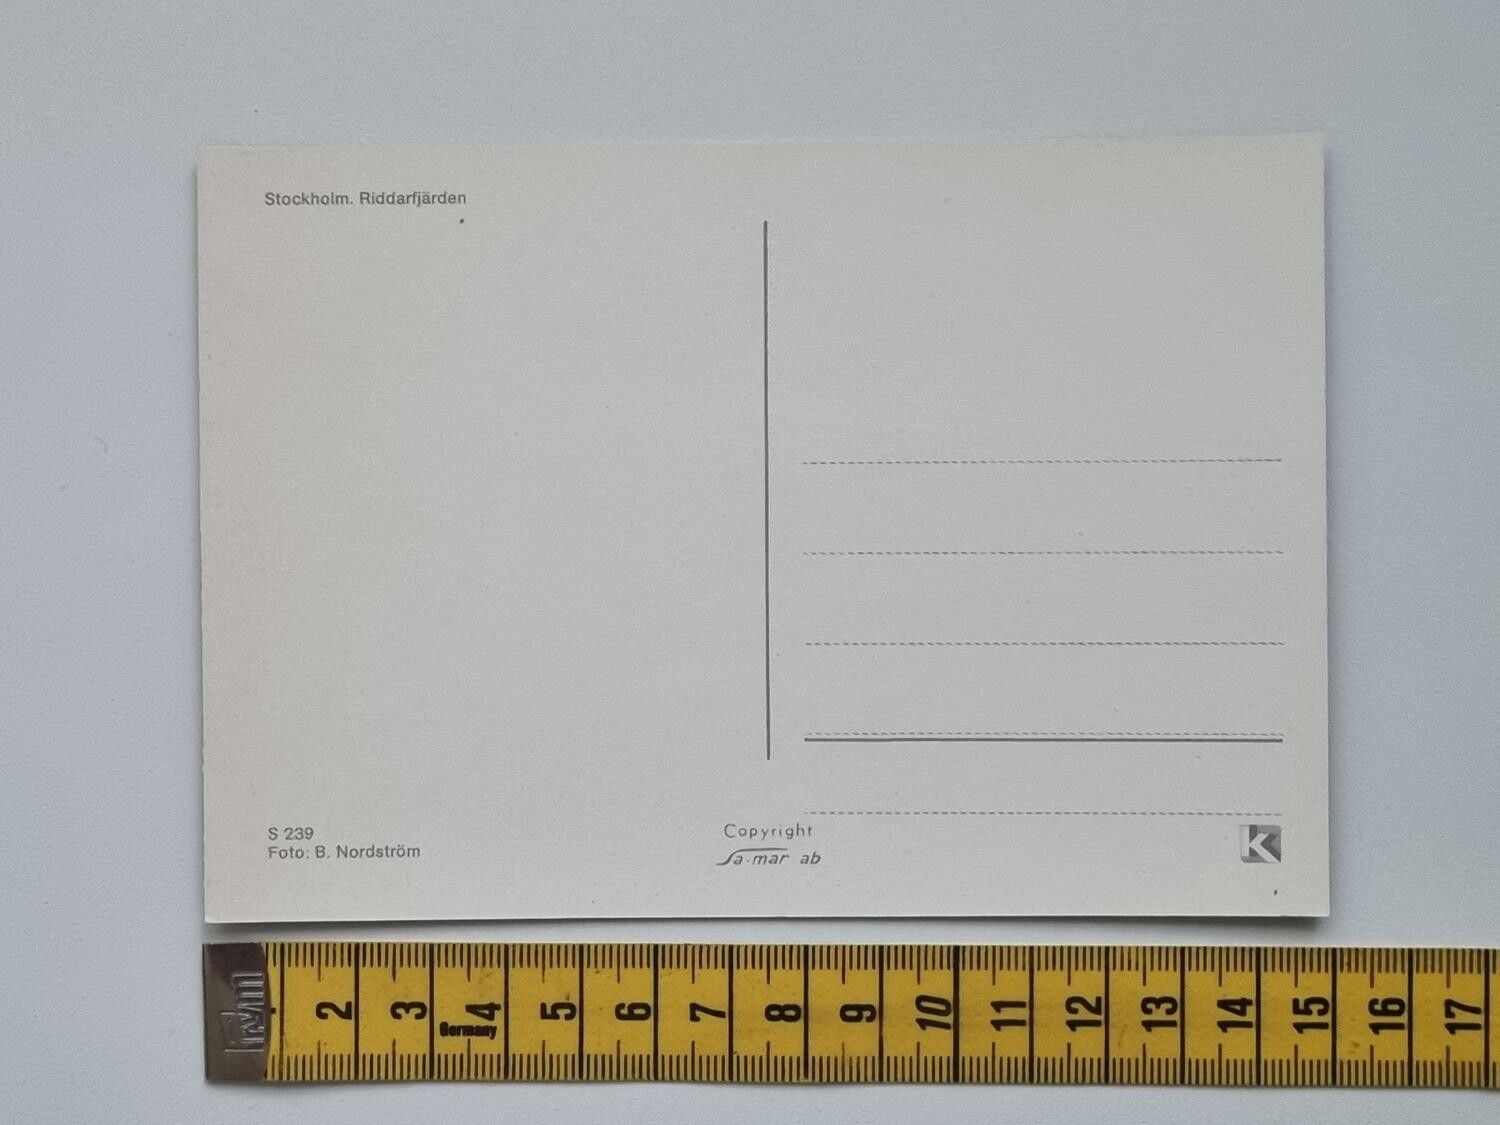 Stockholm. Riddarfjärden
S 239
Foto: B. Nordström
Copyright
Sa-mar ab
K
2 3 4 5 6 7 8 9 10 11 12 13 14 15 16 17
Germany